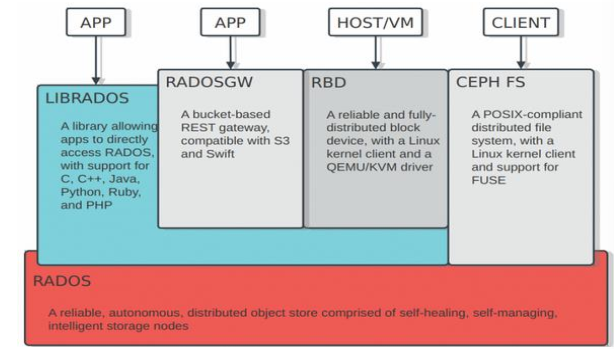 APP
APP
HOST/VM
CLIENT
LIBRADOS
A library allowing
apps to directly
access RADOS,
with support for
C, C++, Java,
Python, Ruby,
and PHP
RADOSGW
A bucket-based
REST gateway,
compatible with S3
and Swift
RBD
A reliable and fully-
distributed block
device, with a Linux
kernel client and a
QEMU/KVM driver
CEPH FS
A POSIX-compliant
distributed file
system, with a
Linux kernel client
and support for
FUSE
RADOS
A reliable, autonomous, distributed object store comprised of self-healing, self-managing,
intelligent storage nodes